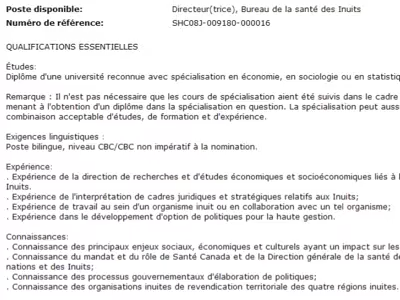 Poste disponible: Directeur(trice), Bureau de la santé des Inuits
Numéro de référence: SHC08J-009180-000016
QUALIFICATIONS ESSENTIELLES
Études:
Diplôme d'une université reconnue avec spécialisation en économie, en sociologie ou en
Remarque : Il n'est pas nécessaire que les cours de spécialisation aient été suivis dans le cadre
menant à l'obtention d'un diplôme dans la spécialisation en question. La spécialisation peut
combinaison acceptable d'études, de formation et d'expérience.
Exigences linguistiques :
Poste bilingue, niveau CBC/CBC non impératif à la nomination.
Expérience:
. Expérience de la direction de recherches et d'études économiques et socioéconomiques liés à
Inuits.
. Expérience de l'interprétation de cadres juridiques et stratégiques relatifs aux Inuits;
. Expérience de travail au sein d'un organisme inuit ou en collaboration avec un tel organisme;
. Expérience dans le développement d'option de politiques pour la haute gestion.
Connaissances:
. Connaissance des principaux enjeux sociaux, économiques et culturels ayant un impact sur les
. Connaissance du mandat et du rôle de Santé Canada et de la Direction générale de la santé
nations et des Inuits;
. Connaissance des processus gouvernementaux d'élaboration de politiques;
. Connaissance des organisations inuites de revendication territoriale des quatre régions inuites.